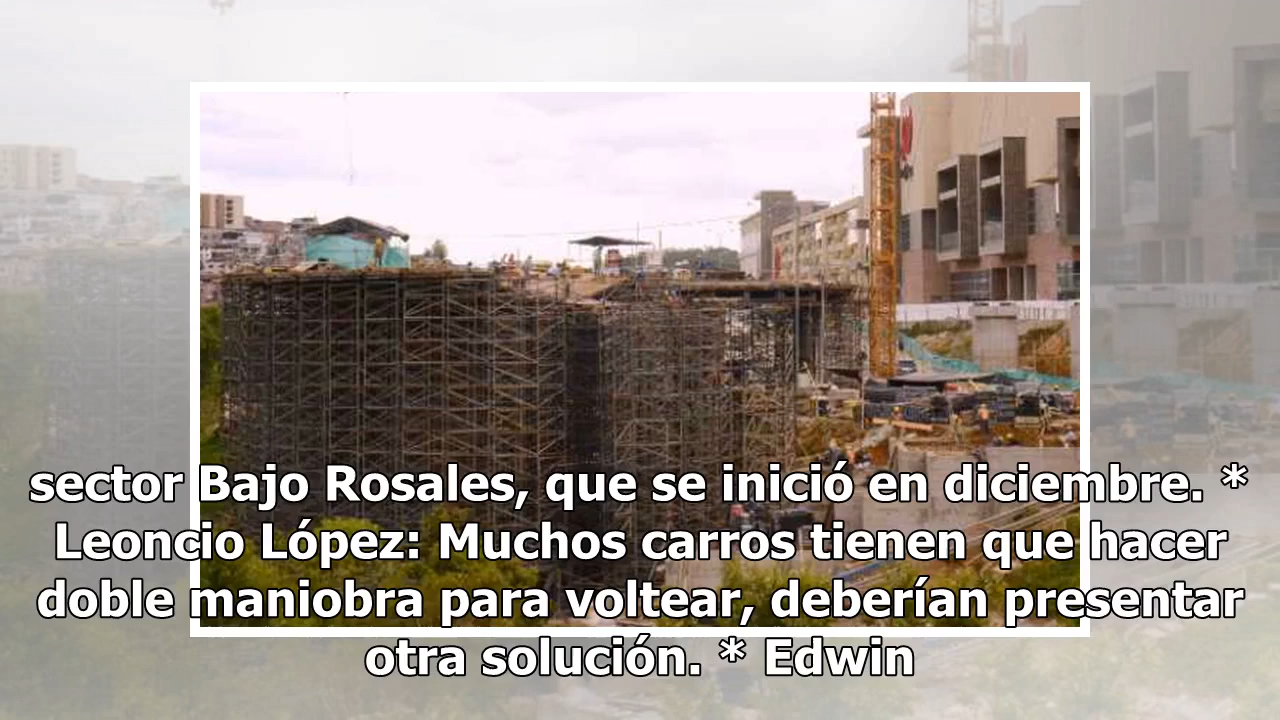 sector Bajo Rosales, que se inició en diciembre. *
Leoncio López: Muchos carros tienen que hacer
doble maniobra para voltear, deberían presentar
otra solución. * Edwin